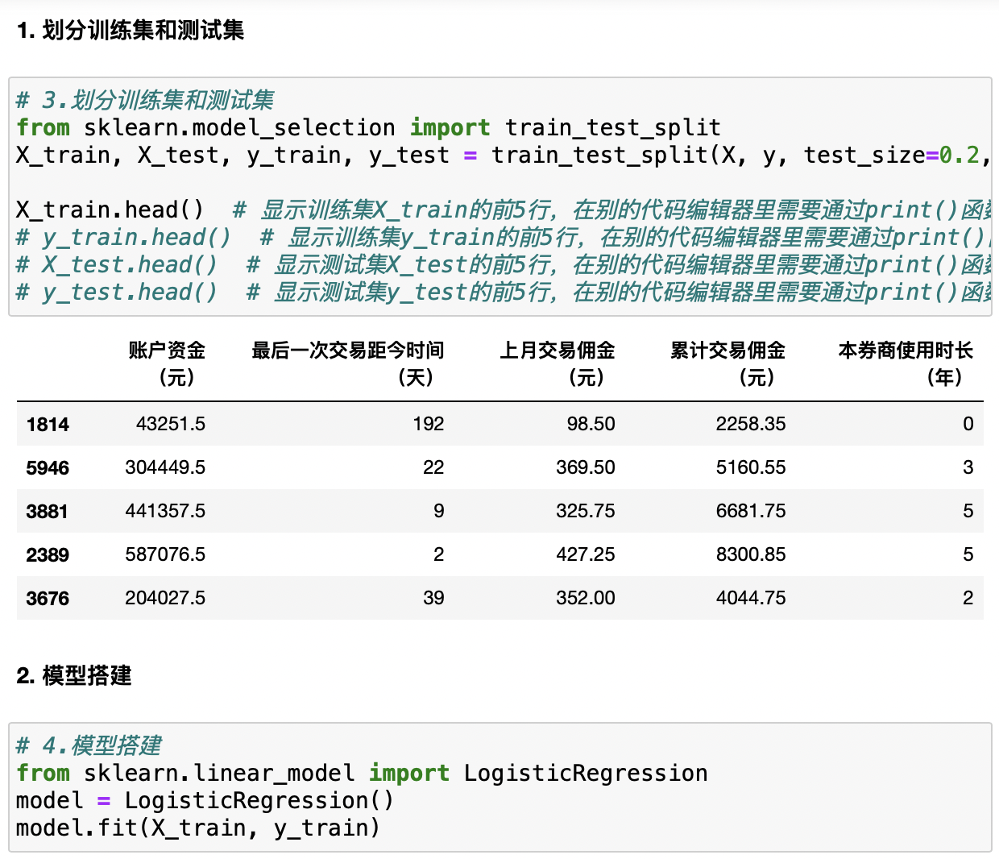 1. 划分训练集和测试集
# 3.划分训练集和测试集
from sklearn.model_selection import train_test_split
X_train, X_test, y_train, y_test = train_test_split(X, y, test_size=0.2,
X_train.head()  # 显示训练集X_train的前5行，在别的代码编辑器里需要通过print()函
# y_train.head()  # 显示训练集y_train的前5行，在别的代码编辑器里需要通过print()
# X_test.head()  # 显示测试集X_test的前5行，在别的代码编辑器里需要通过print()函
# y_test.head()  # 显示测试集y_test的前5行，在别的代码编辑器里需要通过print()函
账户资金（元） 最后一次交易距今时间（天） 上月交易佣金（元） 累计交易佣金（元） 本券商使用时长（年）
1814 43251.5 192 98.50 2258.35 0
5946 304449.5 22 369.50 5160.55 3
3881 441357.5 9 325.75 6681.75 5
2389 587076.5 2 427.25 8300.85 5
3676 204027.5 39 352.00 4044.75 2
2. 模型搭建
# 4.模型搭建
from sklearn.linear_model import LogisticRegression
model = LogisticRegression()
model.fit(X_train, y_train)